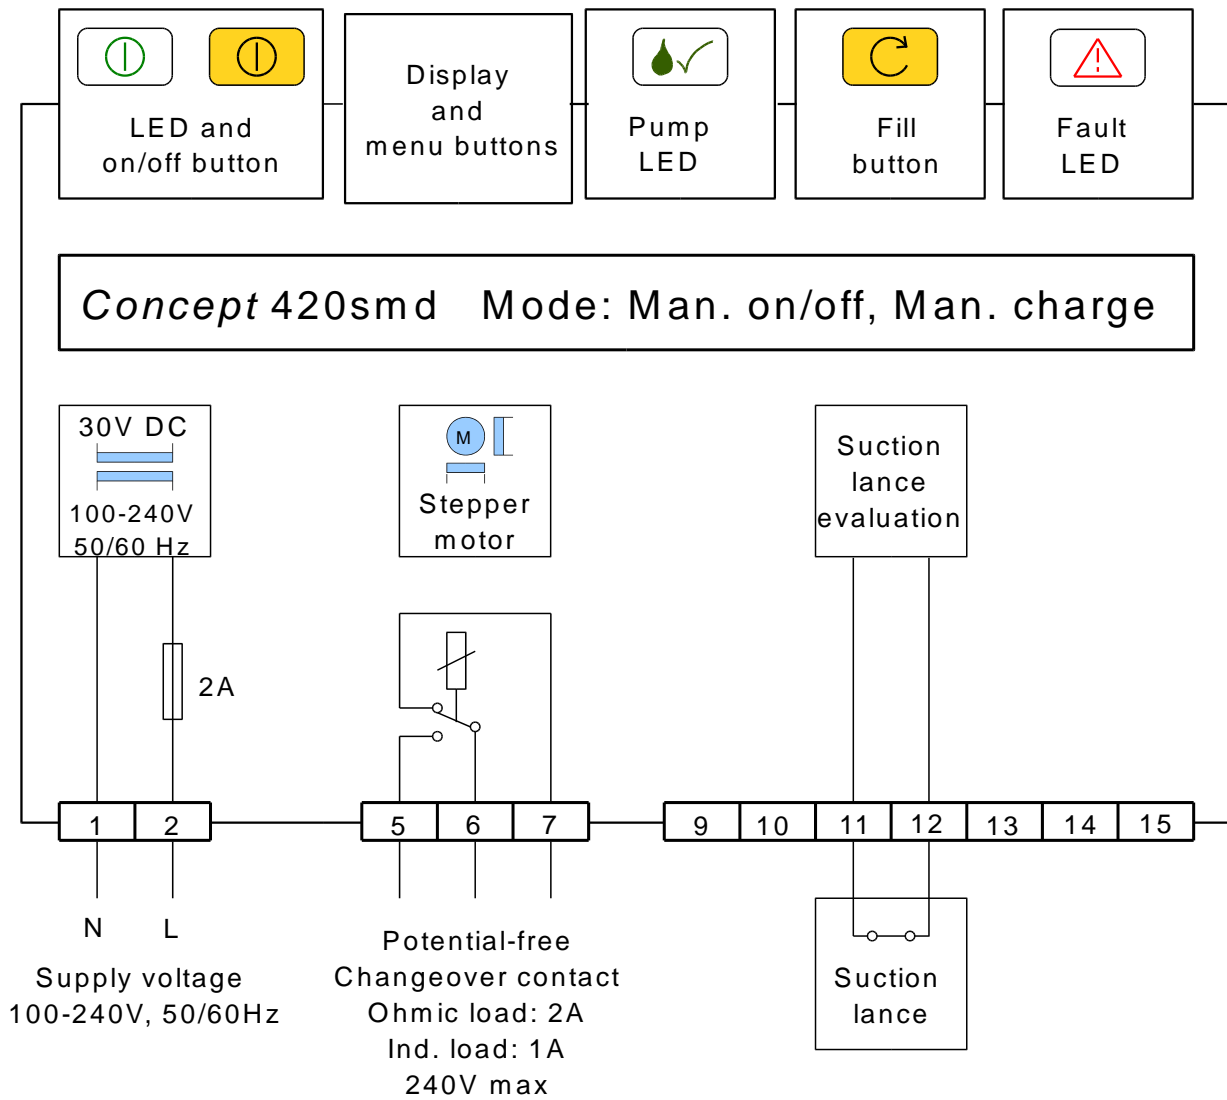 LED and
on/off button
Display
and
menu buttons
Pump
LED
Fill
button
Fault
LED
Concept 420smd Mode: Man. on/off, Man. charge
30V DC
100-240V
50/60 Hz
M
Stepper
motor
Suction
lance
evaluation
2A
1 2 5 6 7 9 10 11 12 13 14 15
N L
Supply voltage
100-240V, 50/60Hz
Potential-free
Changeover contact
Ohmic load: 2A
Ind. load: 1A
240V max
Suction
lance